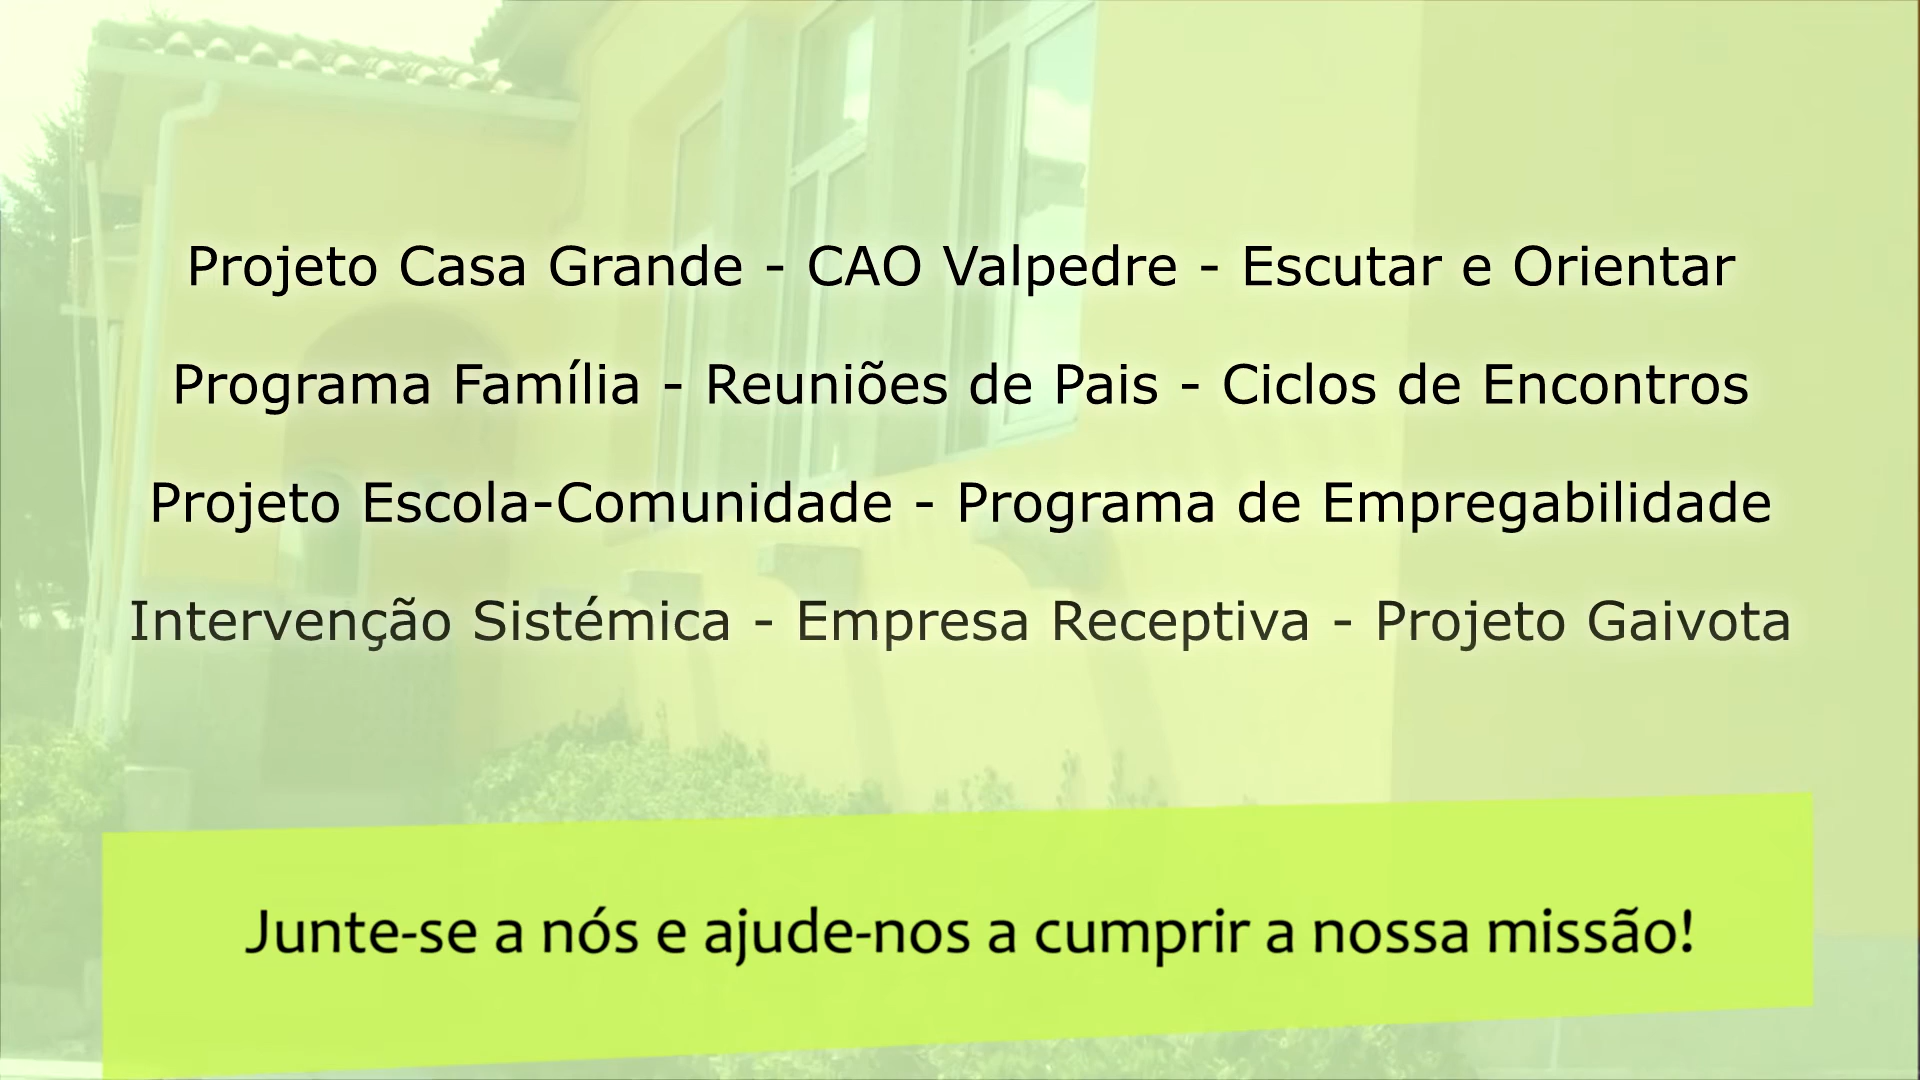 Projeto Casa Grande - CAO Valpedre - Escutar e Orientar
Programa Família - Reuniões de Pais - Ciclos de Encontros
Projeto Escola-Comunidade - Programa de Empregabilidade
Intervenção Sistémica - Empresa Receptiva - Projeto Gaivota
Junte-se a nós e ajude-nos a cumprir a nossa missão!